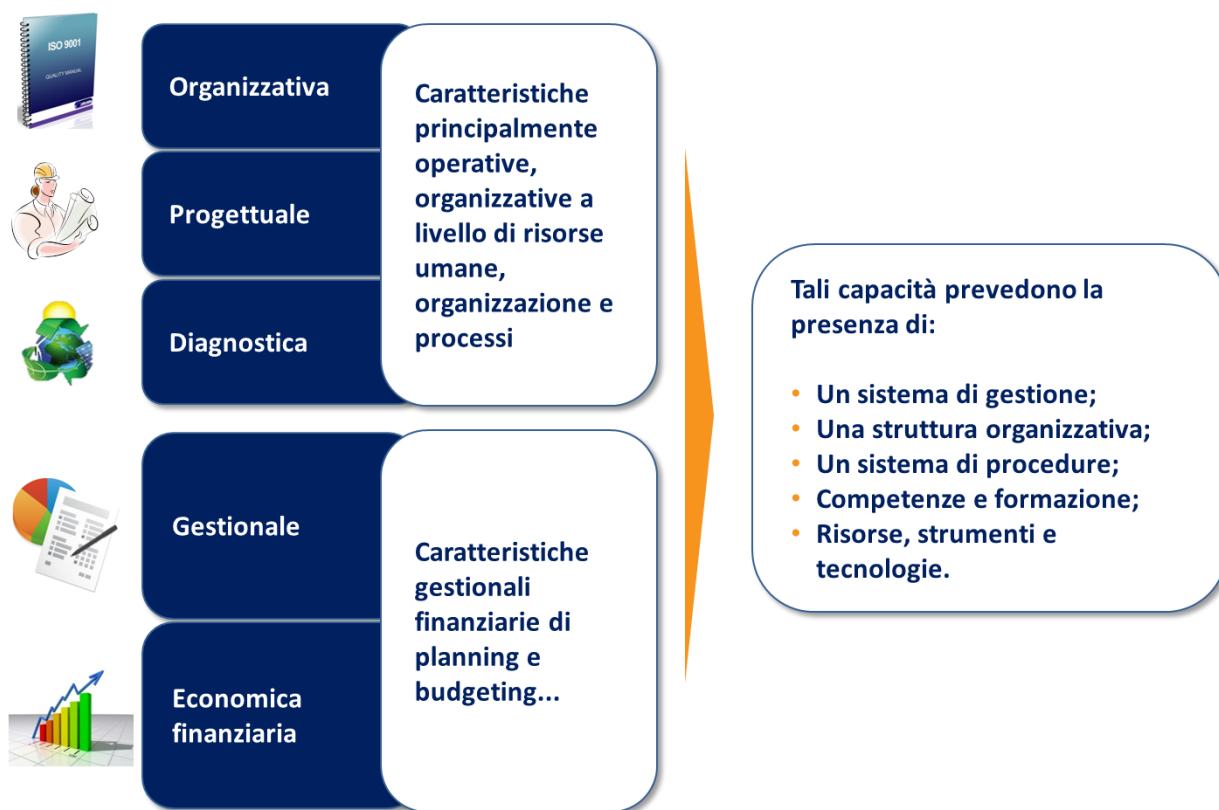 ISO 9001
QUALITY MANUAL
Organizzativa
Progettuale
Diagnostica
Caratteristiche
principalmente
operative,
organizzative a
livello di risorse
umane,
organizzazione e
processi
Gestionale
Economica
finanziaria
Caratteristiche
gestionali
finanziarie di
planning e
budgeting...
Tali capacità prevedono la
presenza di:
• Un sistema di gestione;
• Una struttura organizzativa;
• Un sistema di procedure;
• Competenze e formazione;
• Risorse, strumenti e
tecnologie.